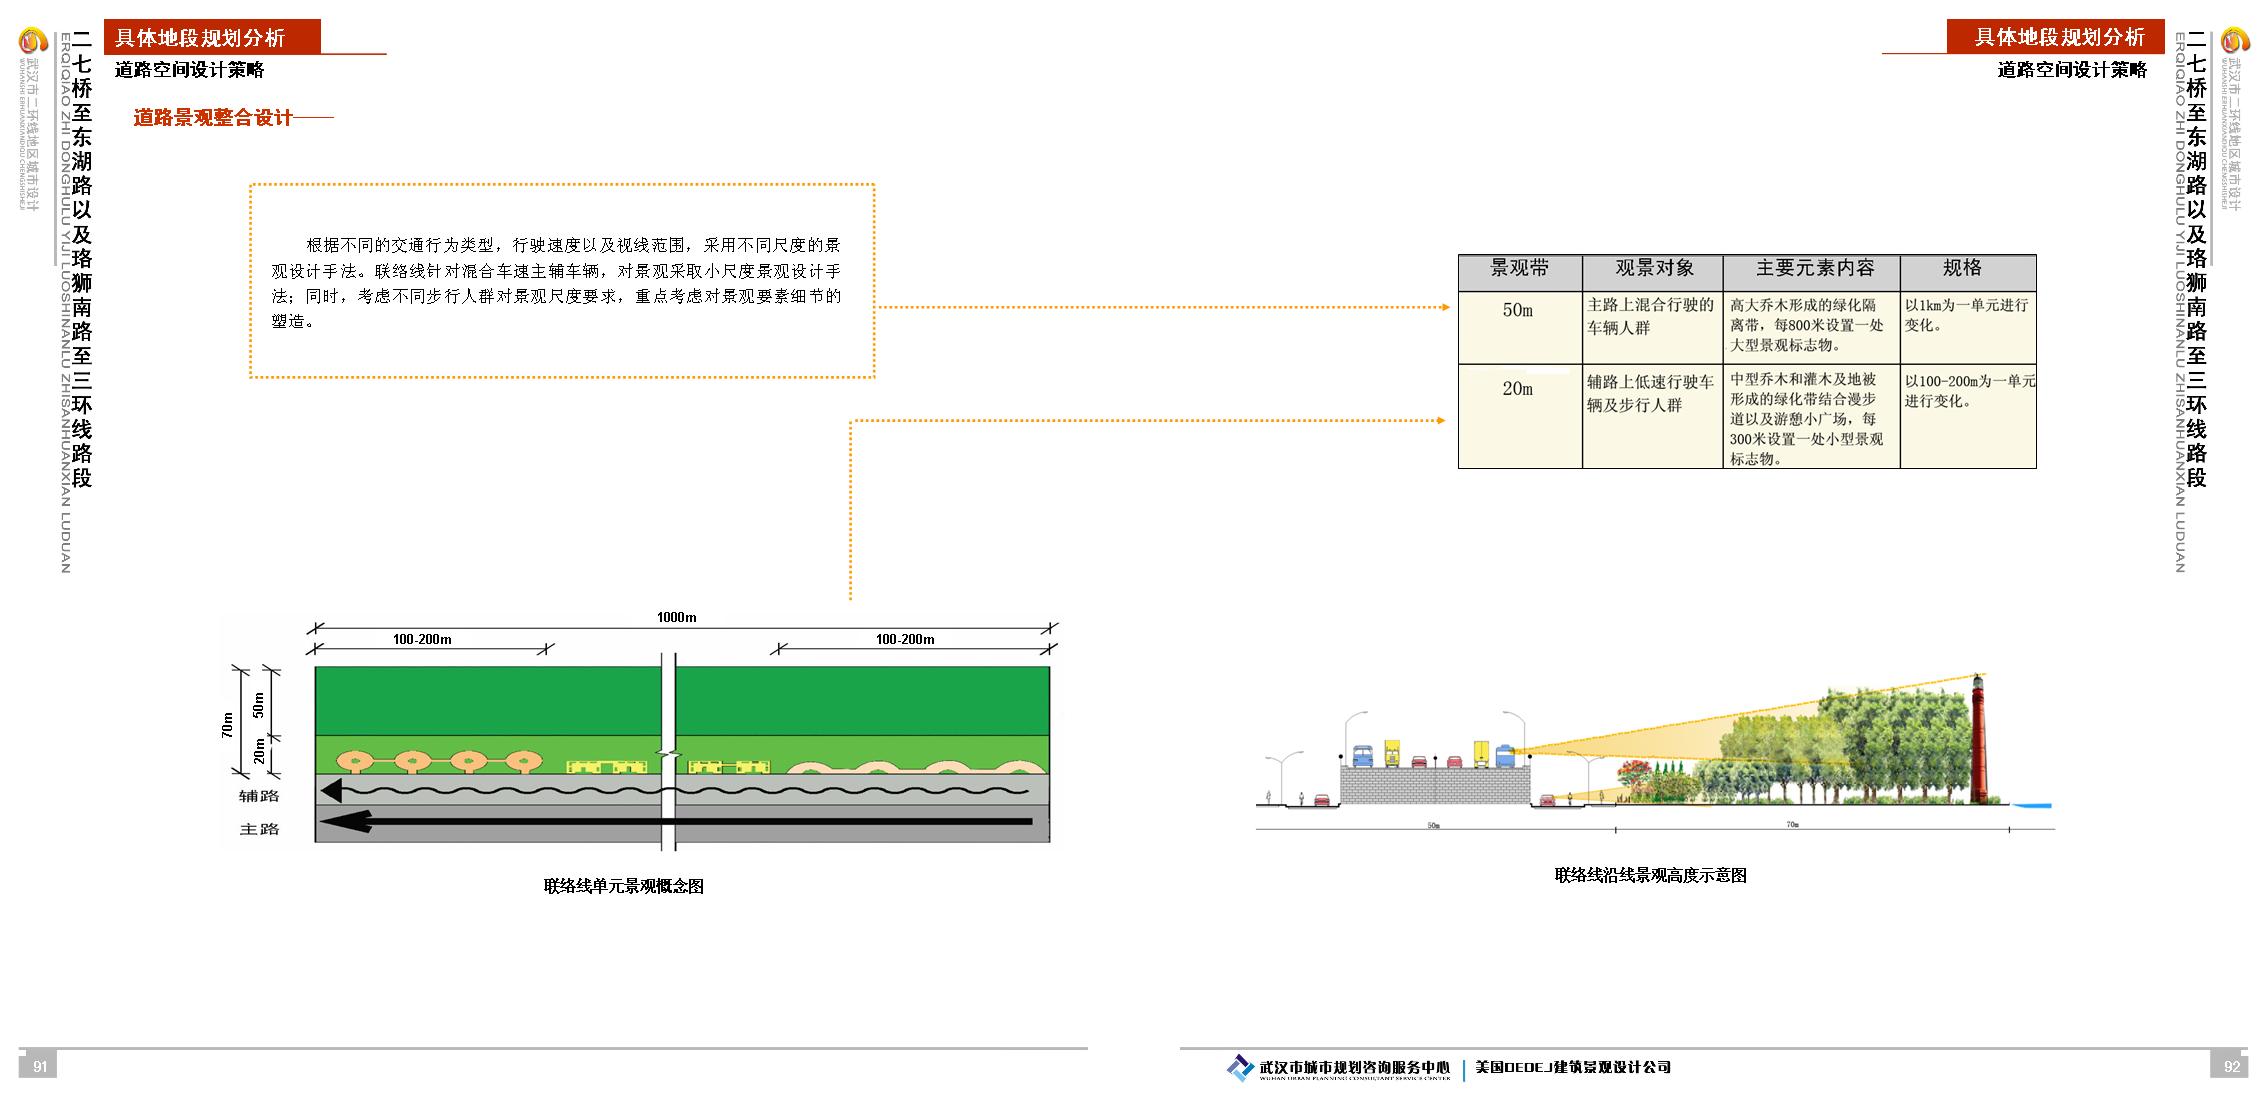 具体地段规划分析
道路空间设计策略
道路景观整合设计——
武汉市二环线地区城市设计
WUHANSHI ERHUANXIANDIQU CHENGSHISHEJI
二七桥至东湖路以及珞狮南路至三环线路段
ERQIQIAO ZHI DONGHULU YIJI LUOSHINANLU ZHISANHUANXIAN LUDUAN
根据不同的交通行为类型，行驶速度以及视线范围，采用不同尺度的景
观设计手法。联络线针对混合车速主辅车辆，对景观采取小尺度景观设计手
法；同时，考虑不同步行人群对景观尺度要求，重点考虑对景观要素细节的
塑造。
1000m
100-200m
100-200m
70m
50m
20m
辅路
主路
联络线单元景观概念图
91
具体地段规划分析
道路空间设计策略
武汉市二环线地区城市设计
WUHANSHI ERHUANXIANDIQU CHENGSHISHEJI
二七桥至东湖路以及珞狮南路至三环线路段
ERQIQIAO ZHI DONGHULU YIJI LUOSHINANLU ZHISANHUANXIAN LUDUAN
景观带 观景对象 主要元素内容 规格
50m
主路上混合行驶的
车辆人群
高大乔木形成的绿化隔
离带，每800米设置一处
大型景观标志物。
以1km为一单元进行
变化。
20m
辅路上低速行驶车
辆及步行人群
中型乔木和灌木及地被
形成的绿化带结合漫步
道以及游憩小广场，每
300米设置一处小型景观
标志物。
以100-200m为一单元
进行变化。
50m
70m
联络线沿线景观高度示意图
武汉市城市规划咨询服务中心
WUHAN URBAN PLANNING CONSULTANT SERVICE CENTER
美国DEDEJ建筑景观设计公司
92